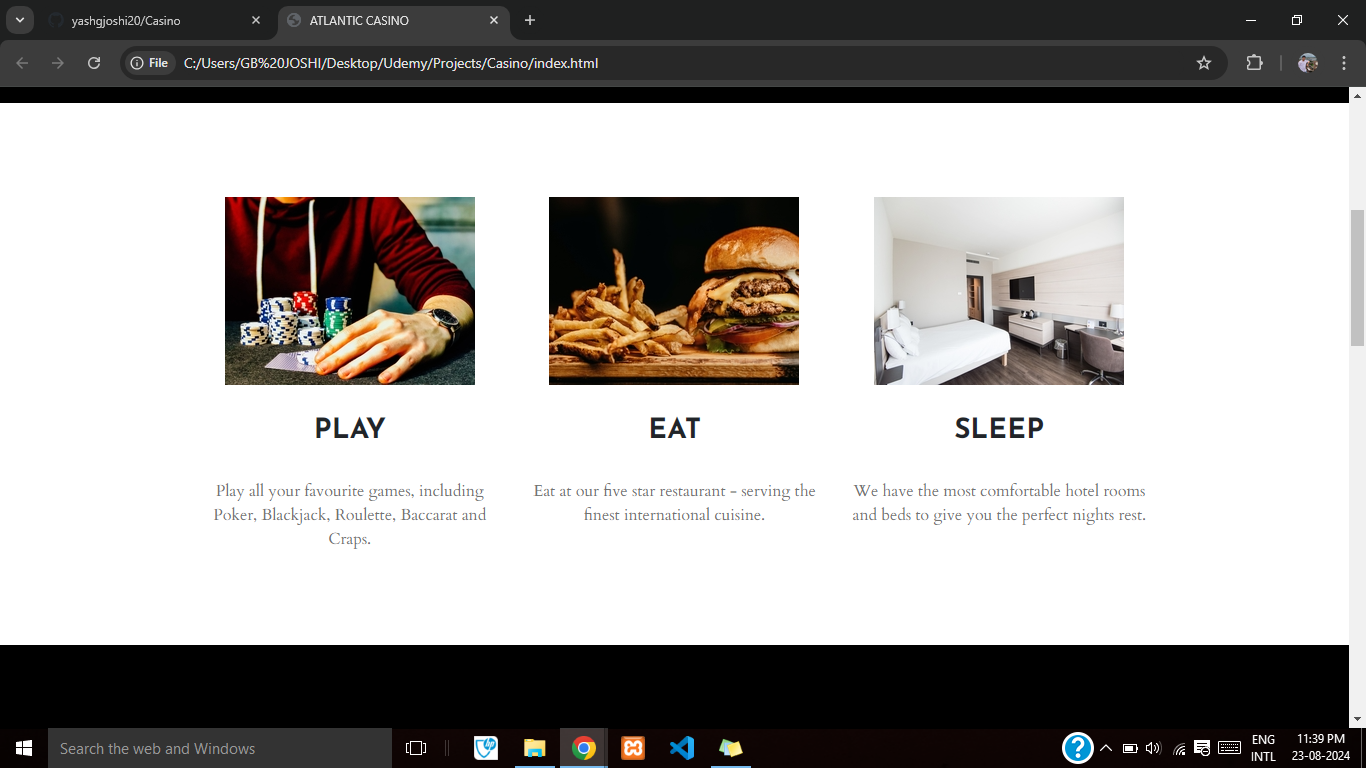 yashgjoshi20/Casino
ATLANTIC CASINO
File
C:/Users/GB%20JOSHI/Desktop/Udemy/Projects/Casino/index.html
PLAY
EAT
SLEEP
Play all your favourite games, including
Poker, Blackjack, Roulette, Baccarat and
Craps.
Eat at our five star restaurant - serving the
finest international cuisine.
We have the most comfortable hotel rooms
and beds to give you the perfect nights rest.
Search the web and Windows
ENG
INTL
11:39 PM
23-08-2024